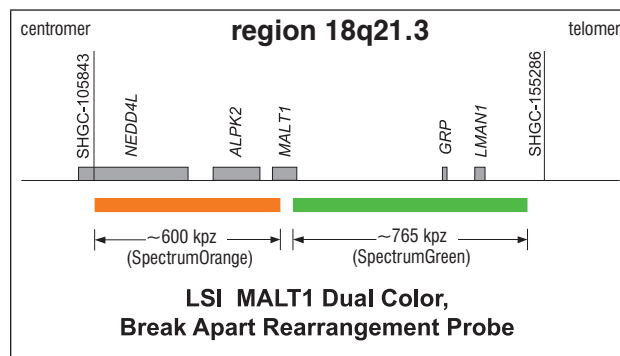 centromer
region 18q21.3
telomer
SHGC-105843
NEDD4L
ALPK2
MALT1
GRP
LMAN1
SHGC-155286
~600 kpz
(SpectrumOrange)
~765 kpz
(SpectrumGreen)
LSI MALT1 Dual Color,
Break Apart Rearrangement Probe